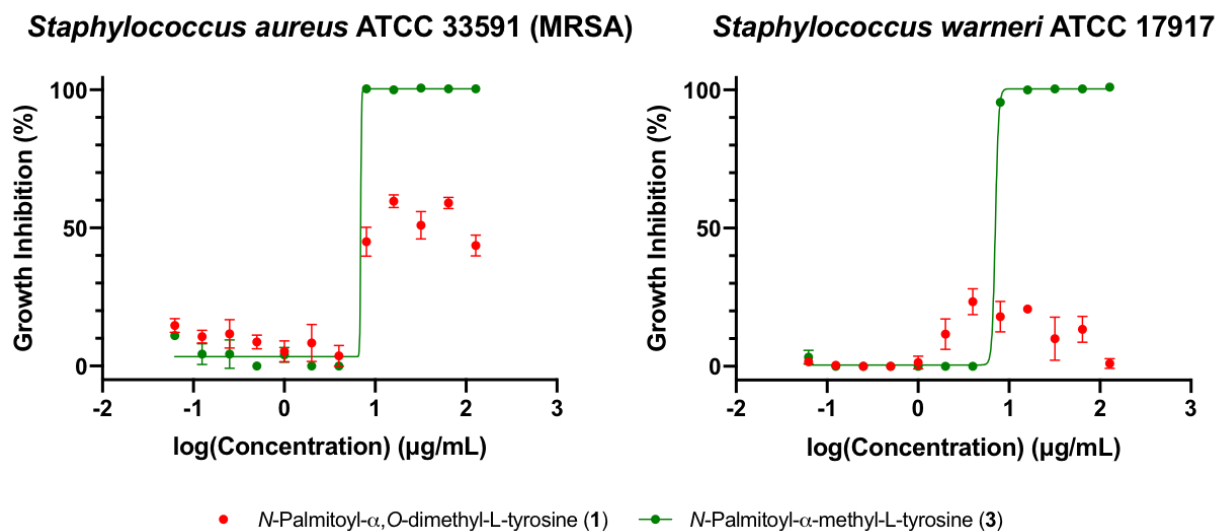 Staphylococcus aureus ATCC 33591 (MRSA)
Growth Inhibition (%)
100
50
0
-2 -1 0 1 2 3
log(Concentration) (μg/mL)
Staphylococcus warneri ATCC 17917
Growth Inhibition (%)
100
50
0
-2 -1 0 1 2 3
log(Concentration) (μg/mL)
N-Palmitoyl-α,O-dimethyl-L-tyrosine (1) N-Palmitoyl-α-methyl-L-tyrosine (3)